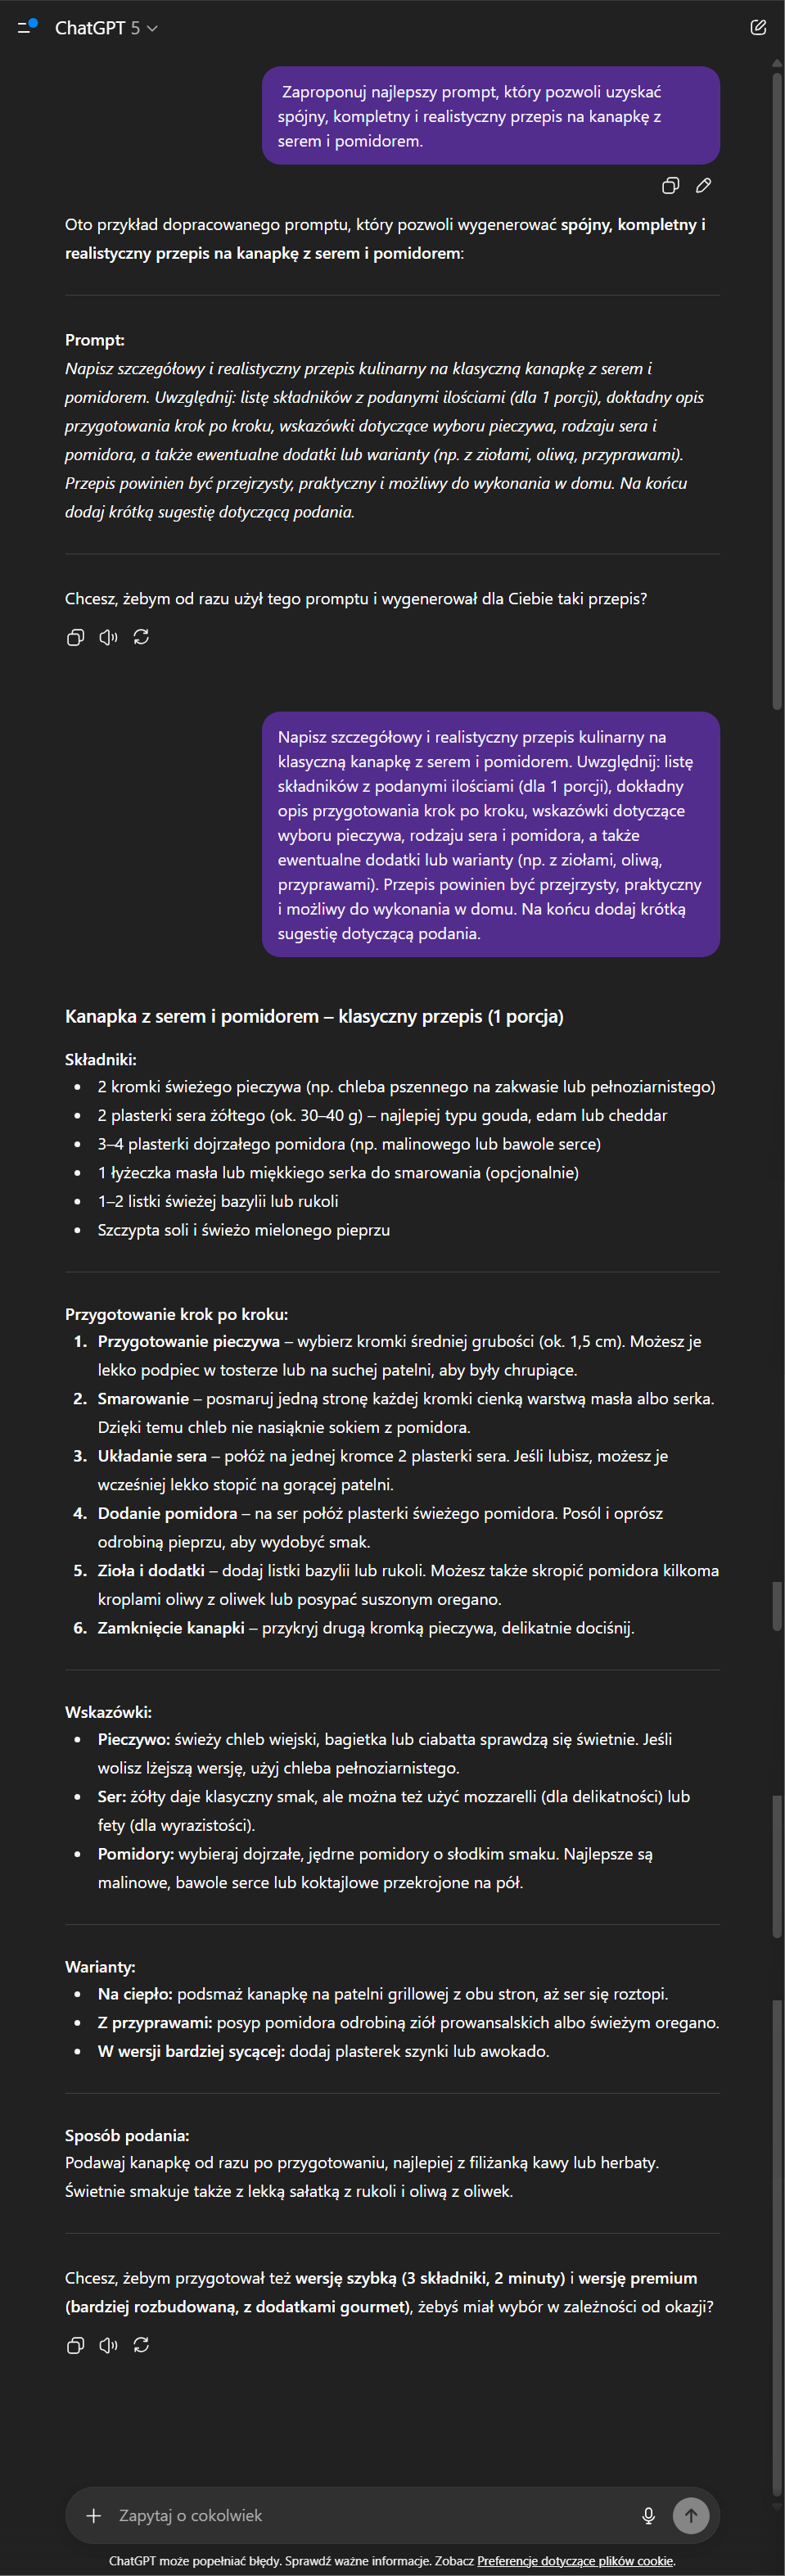 ChatGPT 5
Zaproponuj najlepszy prompt, który pozwoli uzyskać
spójny, kompletny i realistyczny przepis na kanapkę z
serem i pomidorem.
Oto przykład dopracowanego promptu, który pozwoli wygenerować spójny, kompletny i
realistyczny przepis na kanapkę z serem i pomidorem:
Prompt:
Napisz szczegółowy i realistyczny przepis kulinarny na klasyczną kanapkę z serem i
pomidorem. Uwzględnij: listę składników z podanymi ilościami (dla 1 porcji), dokładny opis
przygotowania krok po kroku, wskazówki dotyczące wyboru pieczywa, rodzaju sera i
pomidora, a także ewentualne dodatki lub warianty (np. z ziołami, oliwą, przyprawami).
Przepis powinien być przejrzysty, praktyczny i możliwy do wykonania w domu. Na końcu
dodaj krótką sugestię dotyczącą podania.
Chcesz, żebym od razu użył tego promptu i wygenerował dla Ciebie taki przepis?
Napisz szczegółowy i realistyczny przepis kulinarny na
klasyczną kanapkę z serem i pomidorem. Uwzględnij: listę
składników z podanymi ilościami (dla 1 porcji), dokładny
opis przygotowania krok po kroku, wskazówki dotyczące
wyboru pieczywa, rodzaju sera i pomidora, a także
ewentualne dodatki lub warianty (np. z ziołami, oliwą,
przyprawami). Przepis powinien być przejrzysty, praktyczny
i możliwy do wykonania w domu. Na końcu dodaj krótką
sugestię dotyczącą podania.
Kanapka z serem i pomidorem – klasyczny przepis (1 porcja)
Składniki:
• 2 kromki świeżego pieczywa (np. chleba pszennego na zakwasie lub pełnoziarnistego)
• 2 plasterki sera żółtego (ok. 30–40 g) – najlepiej typu gouda, edam lub cheddar
• 3–4 plasterki dojrzałego pomidora (np. malinowego lub bawole serce)
• 1 łyżeczka masła lub miękkiego serka do smarowania (opcjonalnie)
• 1–2 listki świeżej bazylii lub rukoli
• Szczypta soli i świeżo mielonego pieprzu
Przygotowanie krok po kroku:
1. Przygotowanie pieczywa – wybierz kromki średniej grubości (ok. 1,5 cm). Możesz je
lekko podpiec w tosterze lub na suchej patelni, aby były chrupiące.
2. Smarowanie – posmaruj jedną stronę każdej kromki cienką warstwą masła albo serka.
Dzięki temu chleb nie nasiąknie sokiem z pomidora.
3. Układanie sera – połóż na jednej kromce 2 plasterki sera. Jeśli lubisz, możesz je
wcześniej lekko stopić na gorącej patelni.
4. Dodanie pomidora – na ser połóż plasterki świeżego pomidora. Posól i oprósz
odrobiną pieprzu, aby wydobyć smak.
5. Zioła i dodatki – dodaj listki bazylii lub rukoli. Możesz także skropić pomidora kilkoma
kroplami oliwy z oliwek lub posypać suszonym oregano.
6. Zamknięcie kanapki – przykryj drugą kromką pieczywa, delikatnie dociśnij.
Wskazówki:
• Pieczywo: świeży chleb wiejski, bagietka lub ciabatta sprawdzą się świetnie. Jeśli
wolisz lżejszą wersję, użyj chleba pełnoziarnistego.
• Ser: żółty daje klasyczny smak, ale można też użyć mozzarelli (dla delikatności) lub
fety (dla wyrazistości).
• Pomidory: wybieraj dojrzałe, jędrne pomidory o słodkim smaku. Najlepsze są
malinowe, bawole serce lub koktajlowe przekrojone na pół.
Warianty:
• Na ciepło: podsmaż kanapkę na patelni grillowej z obu stron, aż ser się roztopi.
• Z przyprawami: posyp pomidora odrobiną ziół prowansalskich albo świeżym oregano.
• W wersji bardziej sycącej: dodaj plasterek szynki lub awokado.
Sposób podania:
Podawaj kanapkę od razu po przygotowaniu, najlepiej z filiżanką kawy lub herbaty.
Świetnie smakuje także z lekką sałatką z rukoli i oliwą z oliwek.
Chcesz, żebym przygotował też wersję szybką (3 składniki, 2 minuty) i wersję premium
(bardziej rozbudowaną, z dodatkami gourmet), żebyś miał wybór w zależności od okazji?
Zapytaj o cokolwiek
ChatGPT może popełniać błędy. Sprawdź ważne informacje. Zobacz Preferencje dotyczące plików cookie.